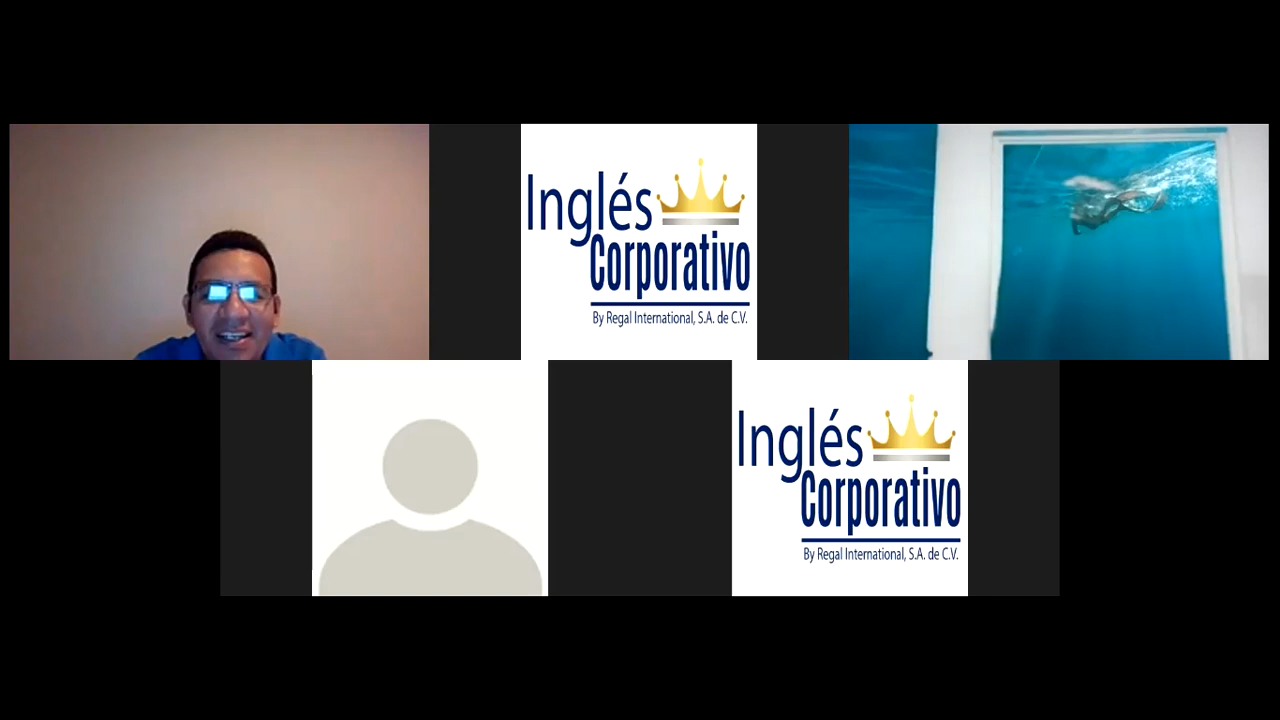 Inglés
Corporativo
By Regal International, S.A. de C.V.
Inglés
Corporativo
By Regal International, S.A. de C.V.